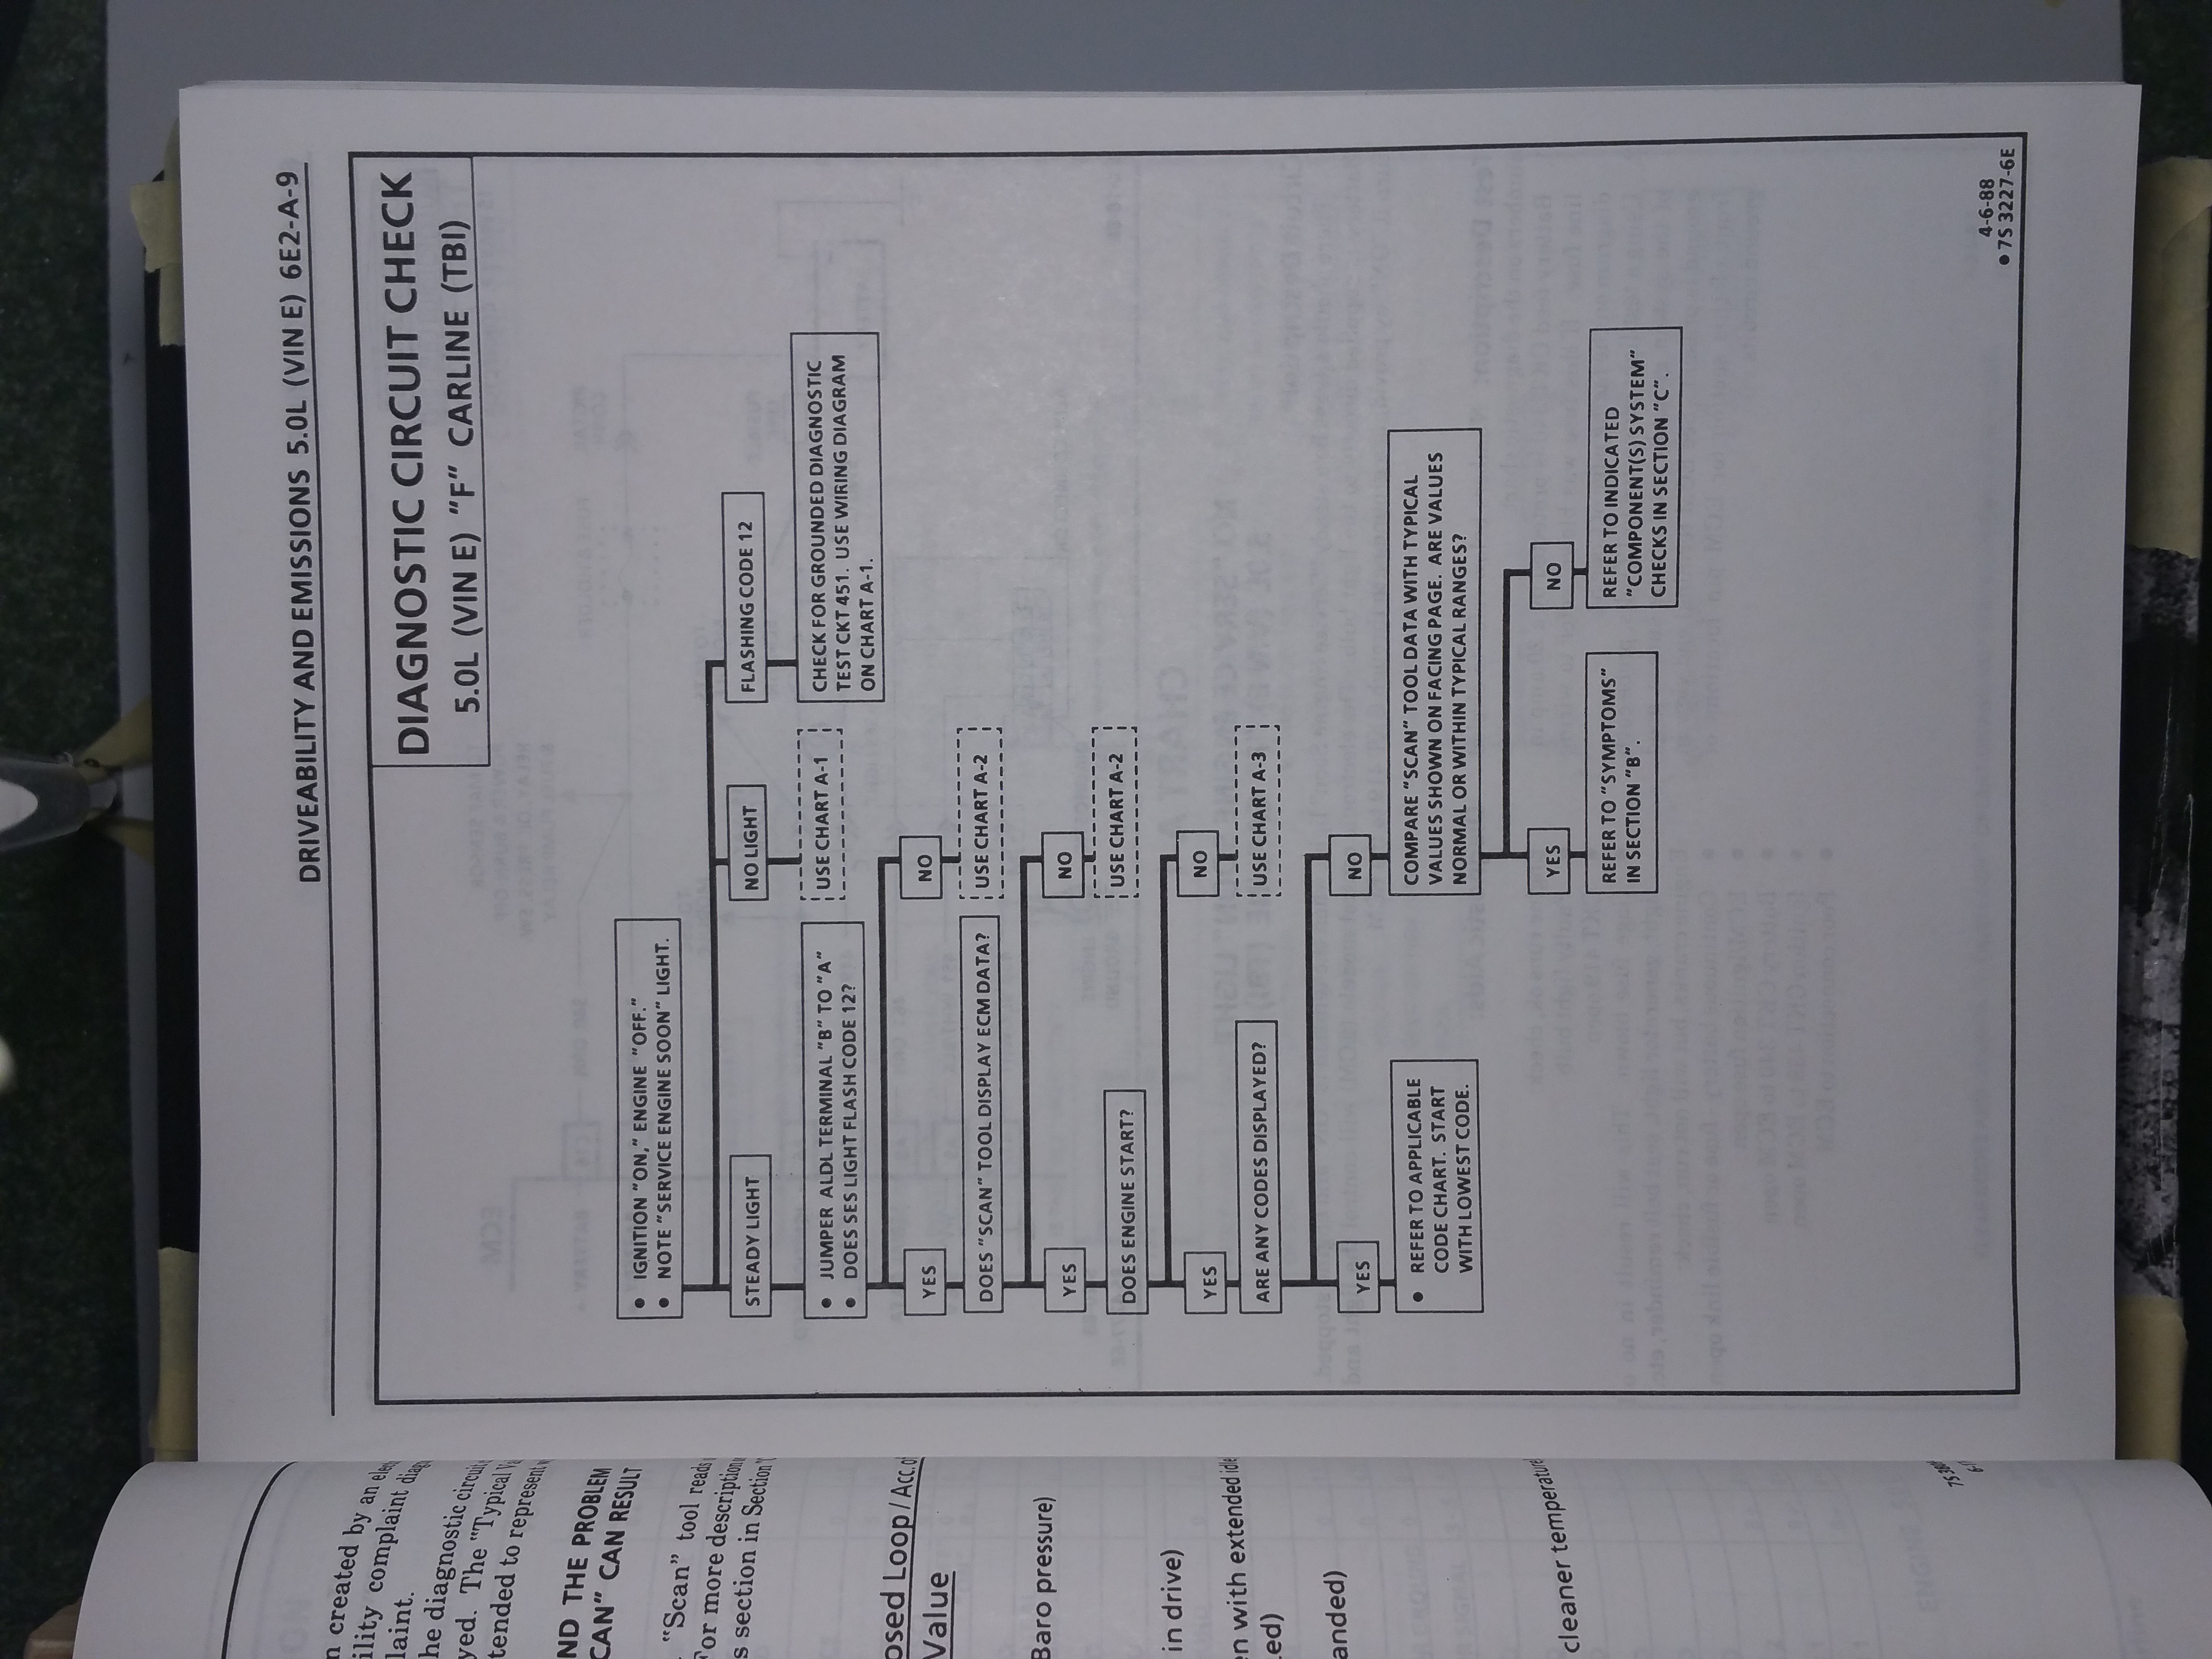 DRIVEABILITY AND EMISSIONS 5.0L (VIN E) 6E2-A-9
DIAGNOSTIC CIRCUIT CHECK
5.0L (VIN E) "F" CARLINE (TBI)
• IGNITION "ON," ENGINE "OFF."
• NOTE "SERVICE ENGINE SOON" LIGHT.
STEADY LIGHT
NO LIGHT
FLASHING CODE 12
• JUMPER ALDL TERMINAL "B" TO "A"
• DOES SES LIGHT FLASH CODE 12?
USE CHART A-1
CHECK FOR GROUNDED DIAGNOSTIC
TEST CKT 451. USE WIRING DIAGRAM
ON CHART A-1.
YES
NO
DOES "SCAN" TOOL DISPLAY ECM DATA?
USE CHART A-2
YES
NO
DOES ENGINE START?
USE CHART A-2
YES
NO
ARE ANY CODES DISPLAYED?
USE CHART A-3
YES
NO
• REFER TO APPLICABLE
CODE CHART. START
WITH LOWEST CODE.
COMPARE "SCAN" TOOL DATA WITH TYPICAL
VALUES SHOWN ON FACING PAGE. ARE VALUES
NORMAL OR WITHIN TYPICAL RANGES?
YES
NO
REFER TO "SYMPTOMS"
IN SECTION "B".
REFER TO INDICATED
"COMPONENT(S) SYSTEM"
CHECKS IN SECTION "C".
4-6-88
• 7S 3227-6E
created by an
ility complaint
laint.
he diagnostic
yed. The "Typical
tended to represent
ND THE PROBLEM
CAN" CAN RESULT
"Scan" tool reads
For more description
s section in Section
osed Loop / Acc.
Value
Baro pressure)
in drive)
en with extended idle
ed)
anded)
cleaner temperature